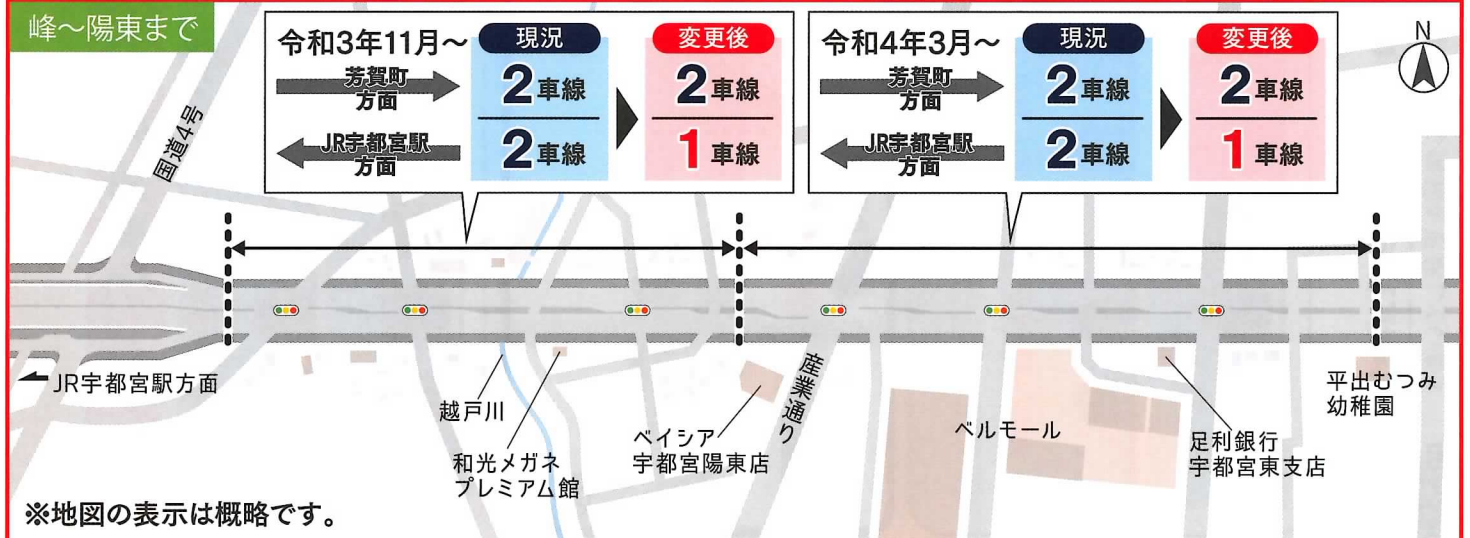 峰～陽東まで
令和3年11月～
現況
変更後
芳賀町
方面
2車線
2車線
JR宇都宮駅
方面
2車線
1車線
令和4年3月～
現況
変更後
芳賀町
方面
2車線
2車線
JR宇都宮駅
方面
2車線
1車線
N
国道4号
JR宇都宮駅方面
越戸川
和光メガネ
プレミアム館
ベイシア
宇都宮陽東店
産業通り
ベルモール
足利銀行
宇都宮東支店
平出むつみ
幼稚園
※地図の表示は概略です。